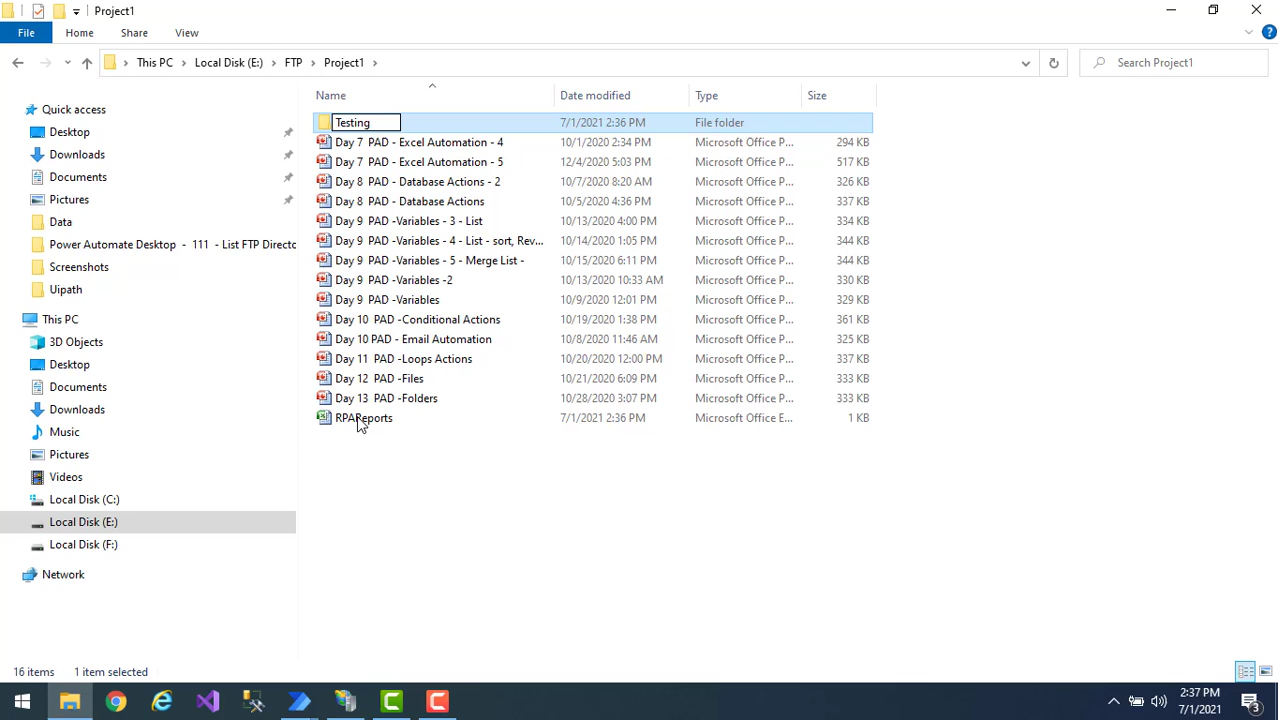 Project1
File Home Share View
This PC Local Disk (E:) FTP Project1 Search Project1
Name Date modified Type Size
Quick access
Desktop
Downloads
Documents
Pictures
Data
Power Automate Desktop - 111 - List FTP Directo
Screenshots
Uipath
This PC
3D Objects
Desktop
Documents
Downloads
Music
Pictures
Videos
Local Disk (C:)
Local Disk (E:)
Local Disk (F:)
Network
Testing 7/1/2021 2:36 PM File folder
Day 7 PAD - Excel Automation - 4 10/1/2020 2:34 PM Microsoft Office P... 294 KB
Day 7 PAD - Excel Automation - 5 12/4/2020 5:03 PM Microsoft Office P... 517 KB
Day 8 PAD - Database Actions - 2 10/7/2020 8:20 AM Microsoft Office P... 326 KB
Day 8 PAD - Database Actions 10/5/2020 4:36 PM Microsoft Office P... 337 KB
Day 9 PAD -Variables - 3 - List 10/13/2020 4:00 PM Microsoft Office P... 334 KB
Day 9 PAD -Variables - 4 - List - sort, Rev... 10/14/2020 1:05 PM Microsoft Office P... 344 KB
Day 9 PAD -Variables - 5 - Merge List - 10/15/2020 6:11 PM Microsoft Office P... 344 KB
Day 9 PAD -Variables -2 10/13/2020 10:33 AM Microsoft Office P... 330 KB
Day 9 PAD -Variables 10/9/2020 12:01 PM Microsoft Office P... 329 KB
Day 10 PAD -Conditional Actions 10/19/2020 1:38 PM Microsoft Office P... 361 KB
Day 10 PAD - Email Automation 10/8/2020 11:46 AM Microsoft Office P... 325 KB
Day 11 PAD -Loops Actions 10/20/2020 12:00 PM Microsoft Office P... 337 KB
Day 12 PAD -Files 10/21/2020 6:09 PM Microsoft Office P... 333 KB
Day 13 PAD -Folders 10/28/2020 3:07 PM Microsoft Office P... 333 KB
RPAReports 7/1/2021 2:36 PM Microsoft Office E... 1 KB
16 items 1 item selected
2:37 PM
7/1/2021
3